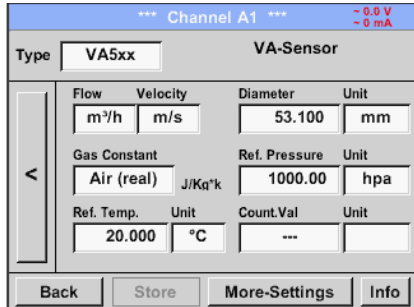 *** Channel A1 ***
~ 0.0 V
~ 0 mA
Type VA5xx VA-Sensor
Flow Velocity Diameter Unit
m³/h m/s 53.100 mm
Gas Constant Ref. Pressure Unit
< Air (real) J/Kg*k 1000.00 hpa
Ref. Temp. Unit Count.Val Unit
20.000 °C ---
Back Store More-Settings Info